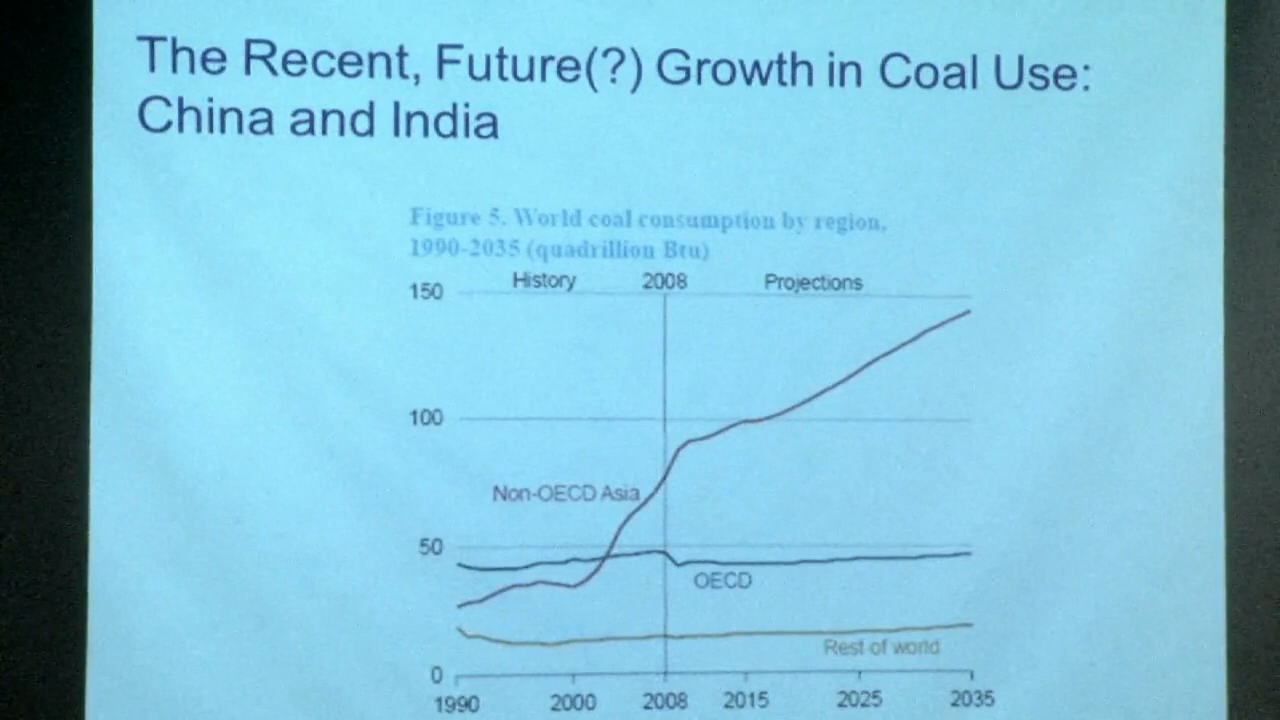 The Recent, Future(?) Growth in Coal Use:
China and India
Figure 5. World coal consumption by region,
1990-2035 (quadrillion Btu)
History 2008 Projections
150
100
Non-OECD Asia
50
OECD
Rest of world
0
1990 2000 2008 2015 2025 2035